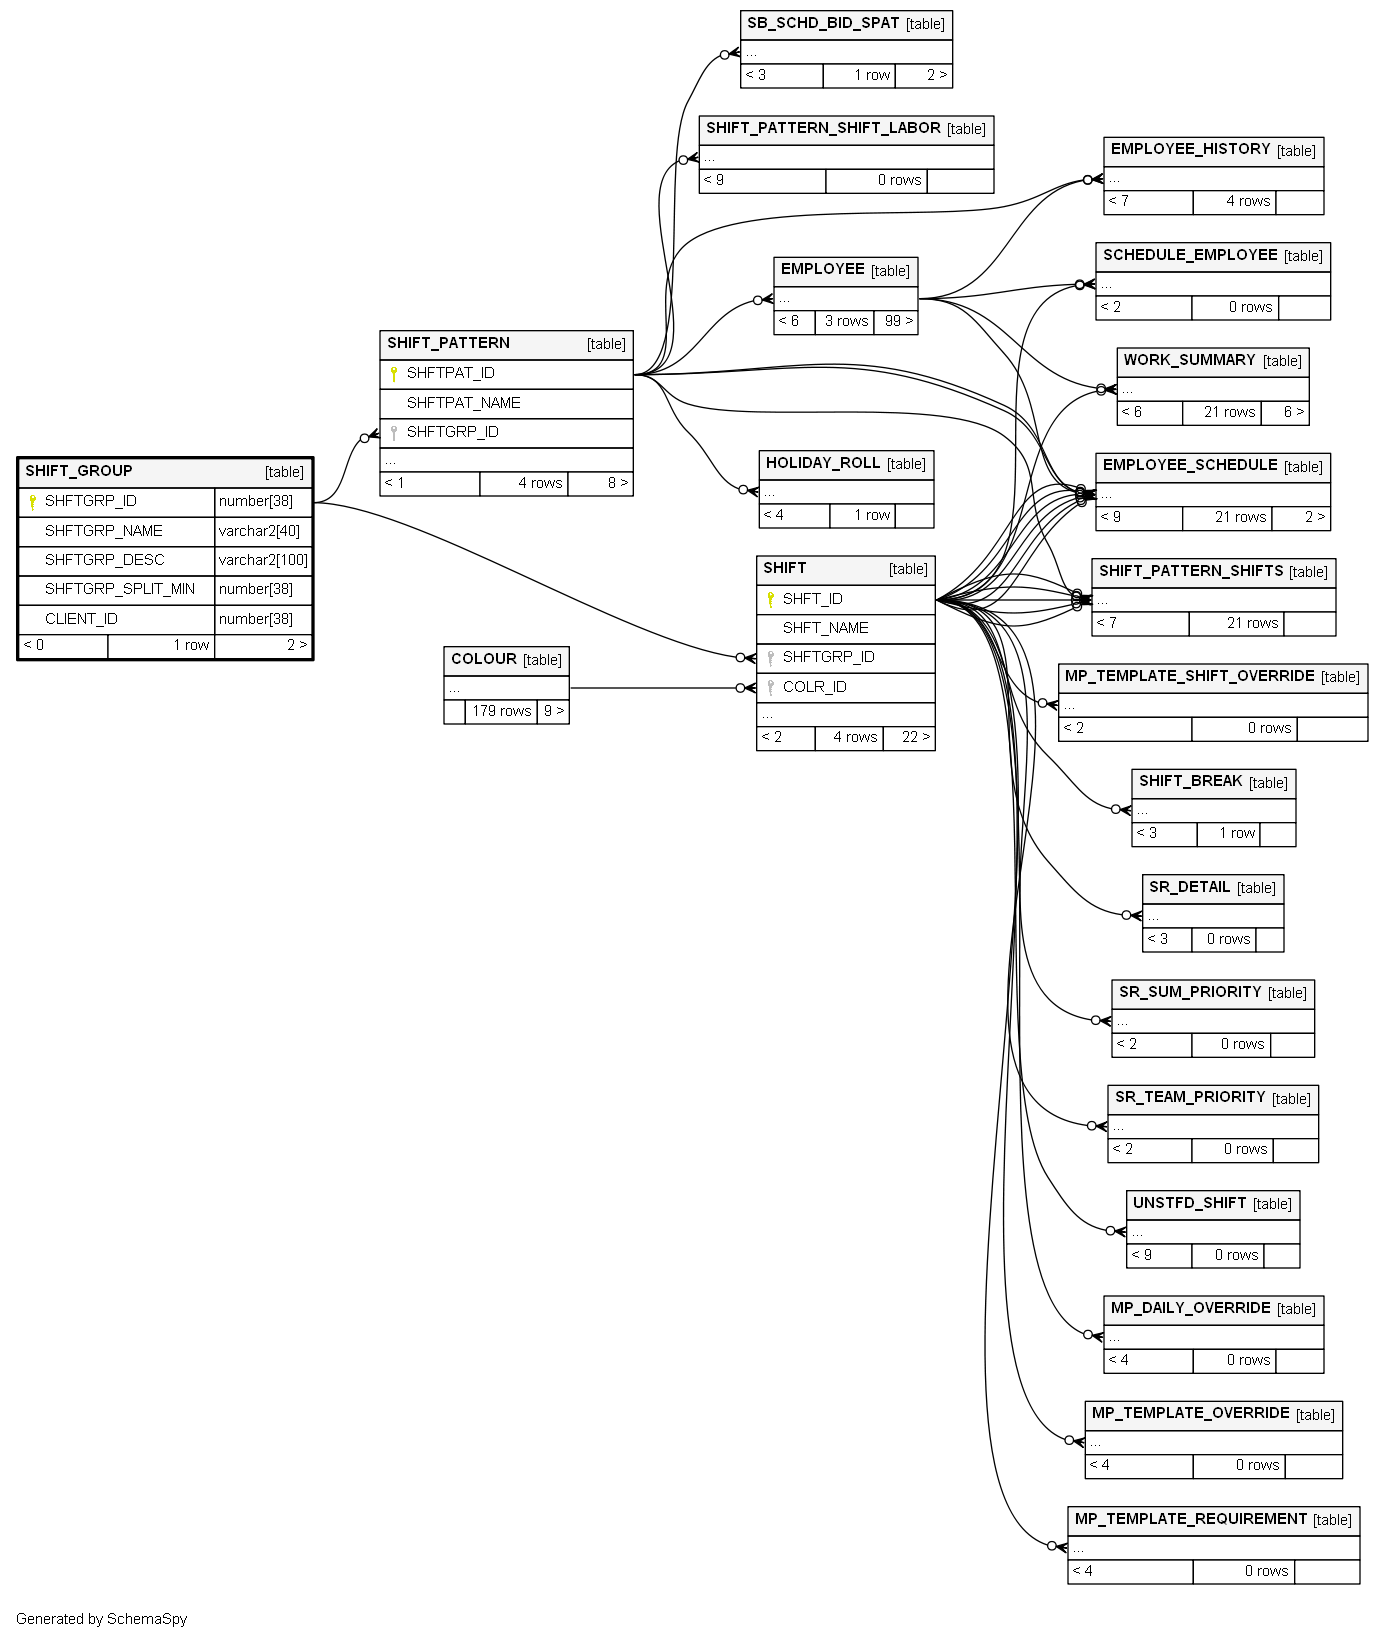 SB_SCHD_BID_SPAT [table]
...
< 3 1 row 2 >
SHIFT_PATTERN_SHIFT_LABOR [table]
...
< 9 0 rows
EMPLOYEE_HISTORY [table]
...
< 7 4 rows
SCHEDULE_EMPLOYEE [table]
...
< 2 0 rows
EMPLOYEE [table]
...
< 6 3 rows 99 >
SHIFT_PATTERN [table]
SHFTPAT_ID
SHFTPAT_NAME
SHFTGRP_ID
...
< 1 4 rows 8 >
WORK_SUMMARY [table]
...
< 6 21 rows 6 >
SHIFT_GROUP [table]
SHFTGRP_ID number[38]
SHFTGRP_NAME varchar2[40]
SHFTGRP_DESC varchar2[100]
SHFTGRP_SPLIT_MIN number[38]
CLIENT_ID number[38]
< 0 1 row 2 >
HOLIDAY_ROLL [table]
...
< 4 1 row
EMPLOYEE_SCHEDULE [table]
...
< 9 21 rows 2 >
SHIFT [table]
SHFT_ID
SHFT_NAME
SHFTGRP_ID
COLR_ID
...
< 2 4 rows 22 >
COLOUR [table]
...
179 rows 9 >
SHIFT_PATTERN_SHIFTS [table]
...
< 7 21 rows
MP_TEMPLATE_SHIFT_OVERRIDE [table]
...
< 2 0 rows
SHIFT_BREAK [table]
...
< 3 1 row
SR_DETAIL [table]
...
< 3 0 rows
SR_SUM_PRIORITY [table]
...
< 2 0 rows
SR_TEAM_PRIORITY [table]
...
< 2 0 rows
UNSTFD_SHIFT [table]
...
< 9 0 rows
MP_DAILY_OVERRIDE [table]
...
< 4 0 rows
MP_TEMPLATE_OVERRIDE [table]
...
< 4 0 rows
MP_TEMPLATE_REQUIREMENT [table]
...
< 4 0 rows
Generated by SchemaSpy